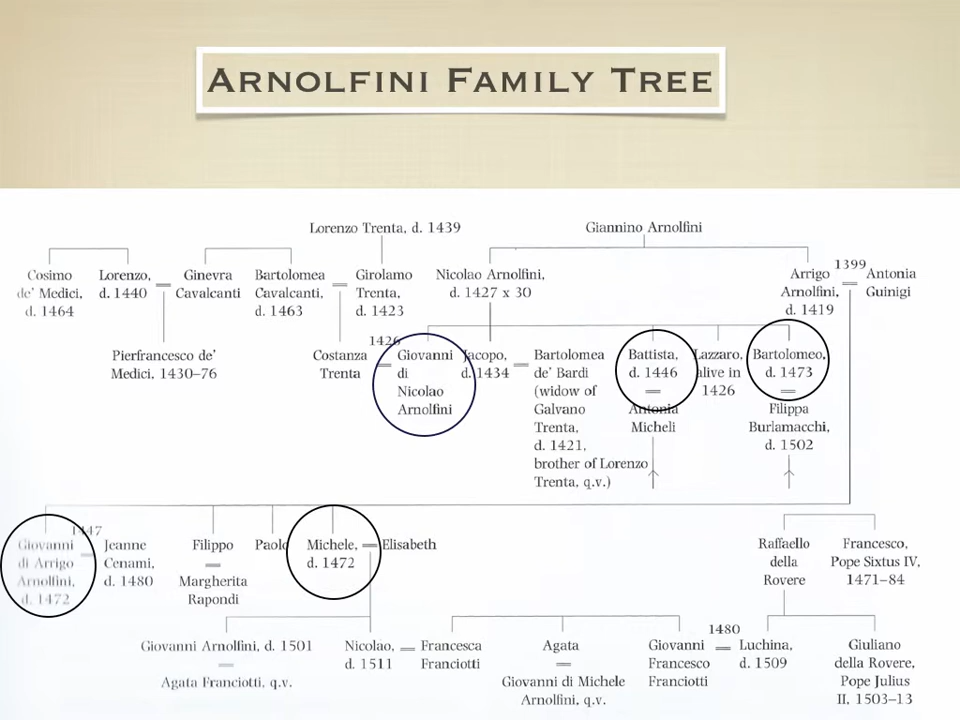 Arnolfini Family Tree
Lorenzo Trenta, d. 1439
Giannino Arnolfini
Cosimo
de' Medici,
d. 1464
Lorenzo,
d. 1440
Ginevra
Cavalcanti
Bartolomea
Cavalcanti,
d. 1463
Girolamo
Trenta,
d. 1423
Nicolao Arnolfini,
d. 1427 x 30
Arrigo
Arnolfini,
d. 1419
1399
Antonia
Guinigi
Pierfrancesco de'
Medici, 1430–76
Costanza
Trenta
1426
Giovanni
di
Nicolao
Arnolfini
Jacopo,
d. 1434
Bartolomea
de' Bardi
(widow of
Galvano
Trenta,
d. 1421,
brother of Lorenzo
Trenta, q.v.)
Battista,
d. 1446
Antonia
Micheli
Lazzaro,
alive in
1426
Bartolomeo,
d. 1473
Filippa
Burlamacchi,
d. 1502
Giovanni
di Arrigo
Arnolfini,
d. 1472
1447
Jeanne
Cenami,
d. 1480
Filippo
Margherita
Rapondi
Paolo
Michele,
d. 1472
Elisabeth
Raffaello
della
Rovere
Francesco,
Pope Sixtus IV,
1471–84
Giovanni Arnolfini, d. 1501
Agata Franciotti, q.v.
Nicolao,
d. 1511
Francesca
Franciotti
Agata
Giovanni di Michele
Arnolfini, q.v.
Giovanni
Francesco
Franciotti
1480
Luchina,
d. 1509
Giuliano
della Rovere,
Pope Julius
II, 1503–13